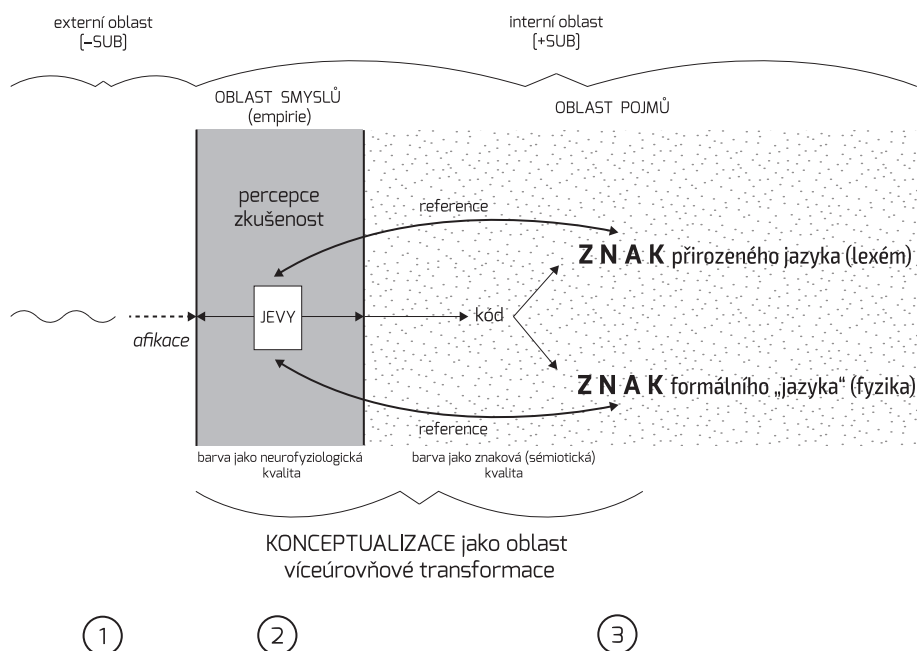 externí oblast
[–SUB]
interní oblast
[+SUB]
OBLAST SMYSLŮ
(empirie)
OBLAST POJMŮ
percepce
zkušenost
reference
ZNAK přirozeného jazyka (lexém)
JEVY
kód
afikace
ZNAK formálního „jazyka“ (fyzika)
reference
barva jako neurofyziologická
kvalita
barva jako znaková (sémiotická)
kvalita
KONCEPTUALIZACE jako oblast
víceúrovňové transformace
1
2
3